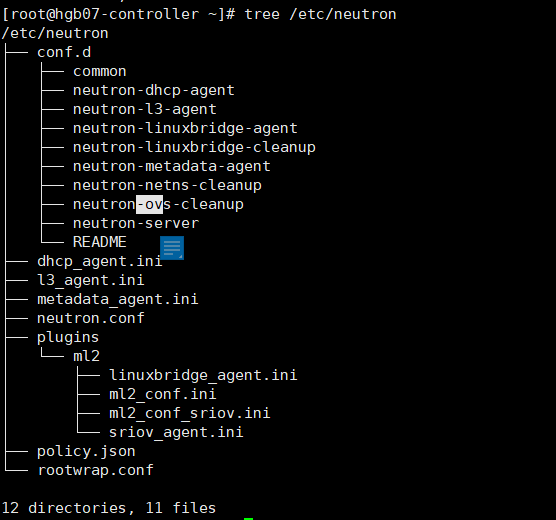 [root@hgb07-controller ~]# tree /etc/neutron
/etc/neutron
├── conf.d
│   ├── common
│   ├── neutron-dhcp-agent
│   ├── neutron-l3-agent
│   ├── neutron-linuxbridge-agent
│   ├── neutron-linuxbridge-cleanup
│   ├── neutron-metadata-agent
│   ├── neutron-netns-cleanup
│   ├── neutron-ovs-cleanup
│   ├── neutron-server
│   └── README
├── dhcp_agent.ini
├── l3_agent.ini
├── metadata_agent.ini
├── neutron.conf
├── plugins
│   └── ml2
│       ├── linuxbridge_agent.ini
│       ├── ml2_conf.ini
│       ├── ml2_conf_sriov.ini
│       └── sriov_agent.ini
├── policy.json
└── rootwrap.conf
12 directories, 11 files